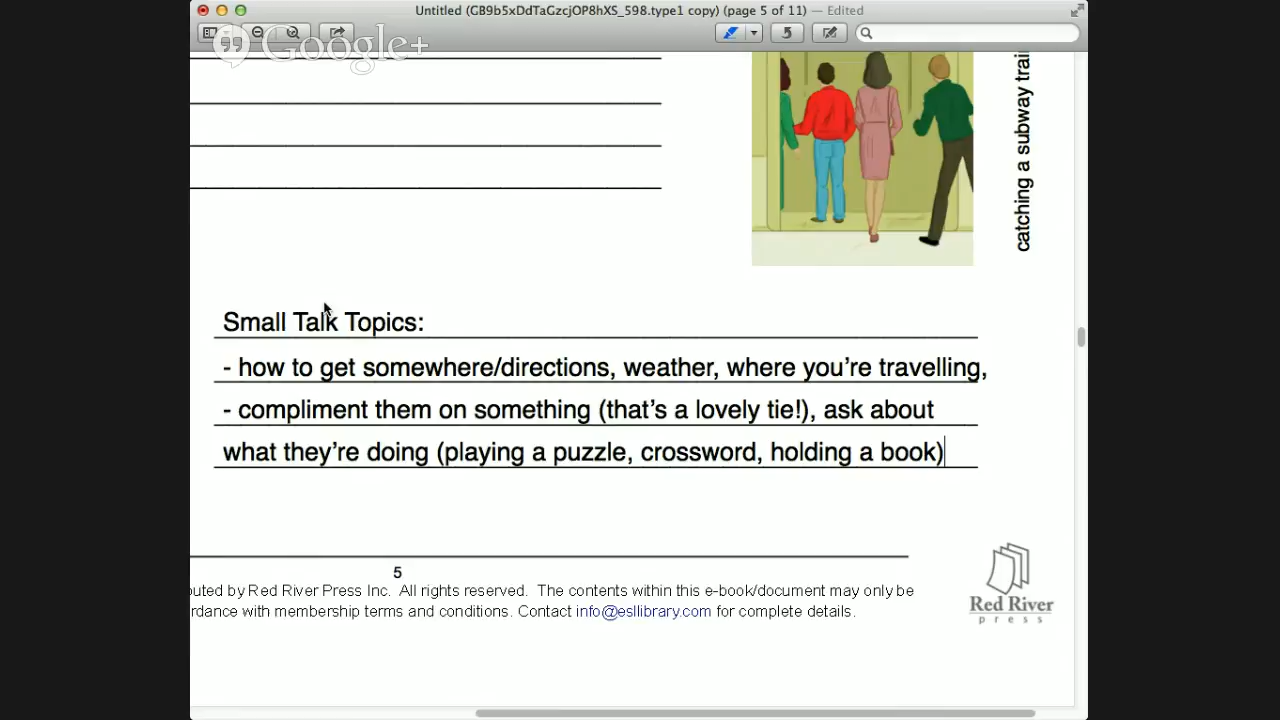 Untitled (GB9b5xDdTaGzcjOP8hXS_598.type1 copy) (page 5 of 11) — Edited
Google+
catching a subway trai
Small Talk Topics:
- how to get somewhere/directions, weather, where you're travelling,
- compliment them on something (that's a lovely tie!), ask about
what they're doing (playing a puzzle, crossword, holding a book)
5
buted by Red River Press Inc. All rights reserved. The contents within this e-book/document may only be
rdance with membership terms and conditions. Contact info@esllibrary.com for complete details.
Red River
press